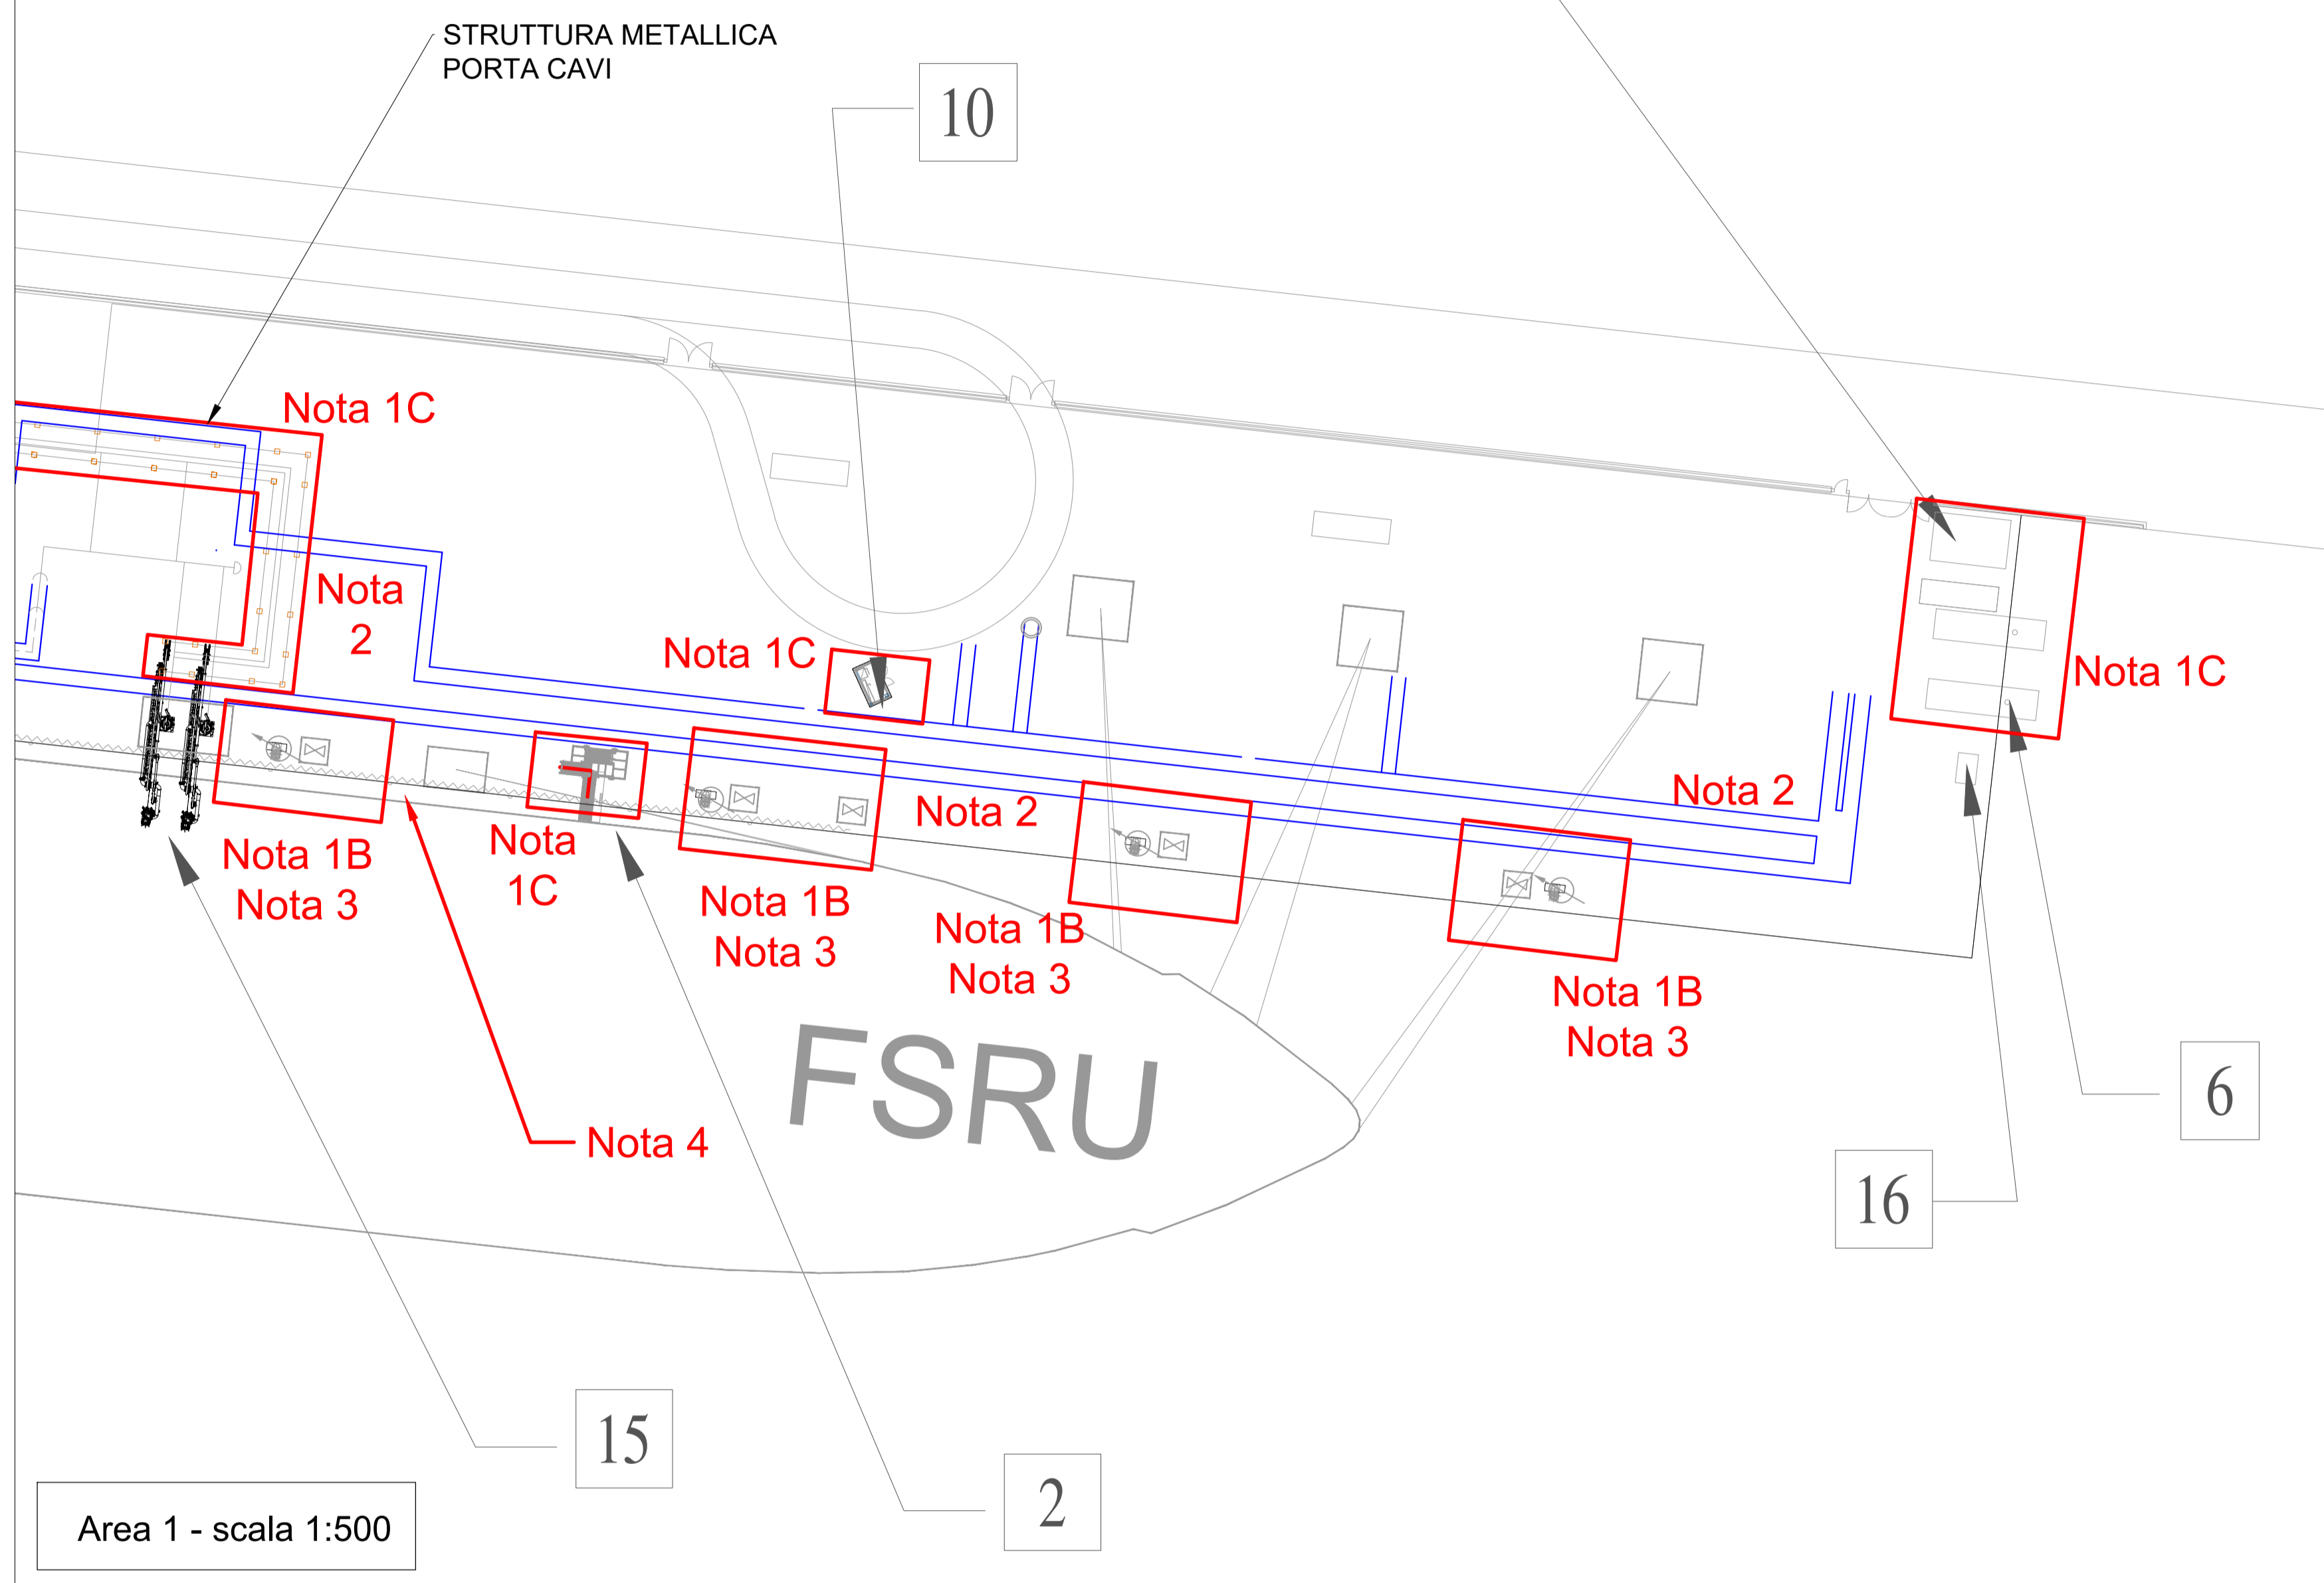 STRUTTURA METALLICA
PORTA CAVI
10
Nota 1C
Nota
2
Nota 1C
Nota 1C
Nota 2
Nota 2
Nota 1B
Nota 3
Nota
1C
Nota 1B
Nota 3
Nota 1B
Nota 3
Nota 1B
Nota 3
FSRU
Nota 4
6
16
15
2
Area 1 - scala 1:500